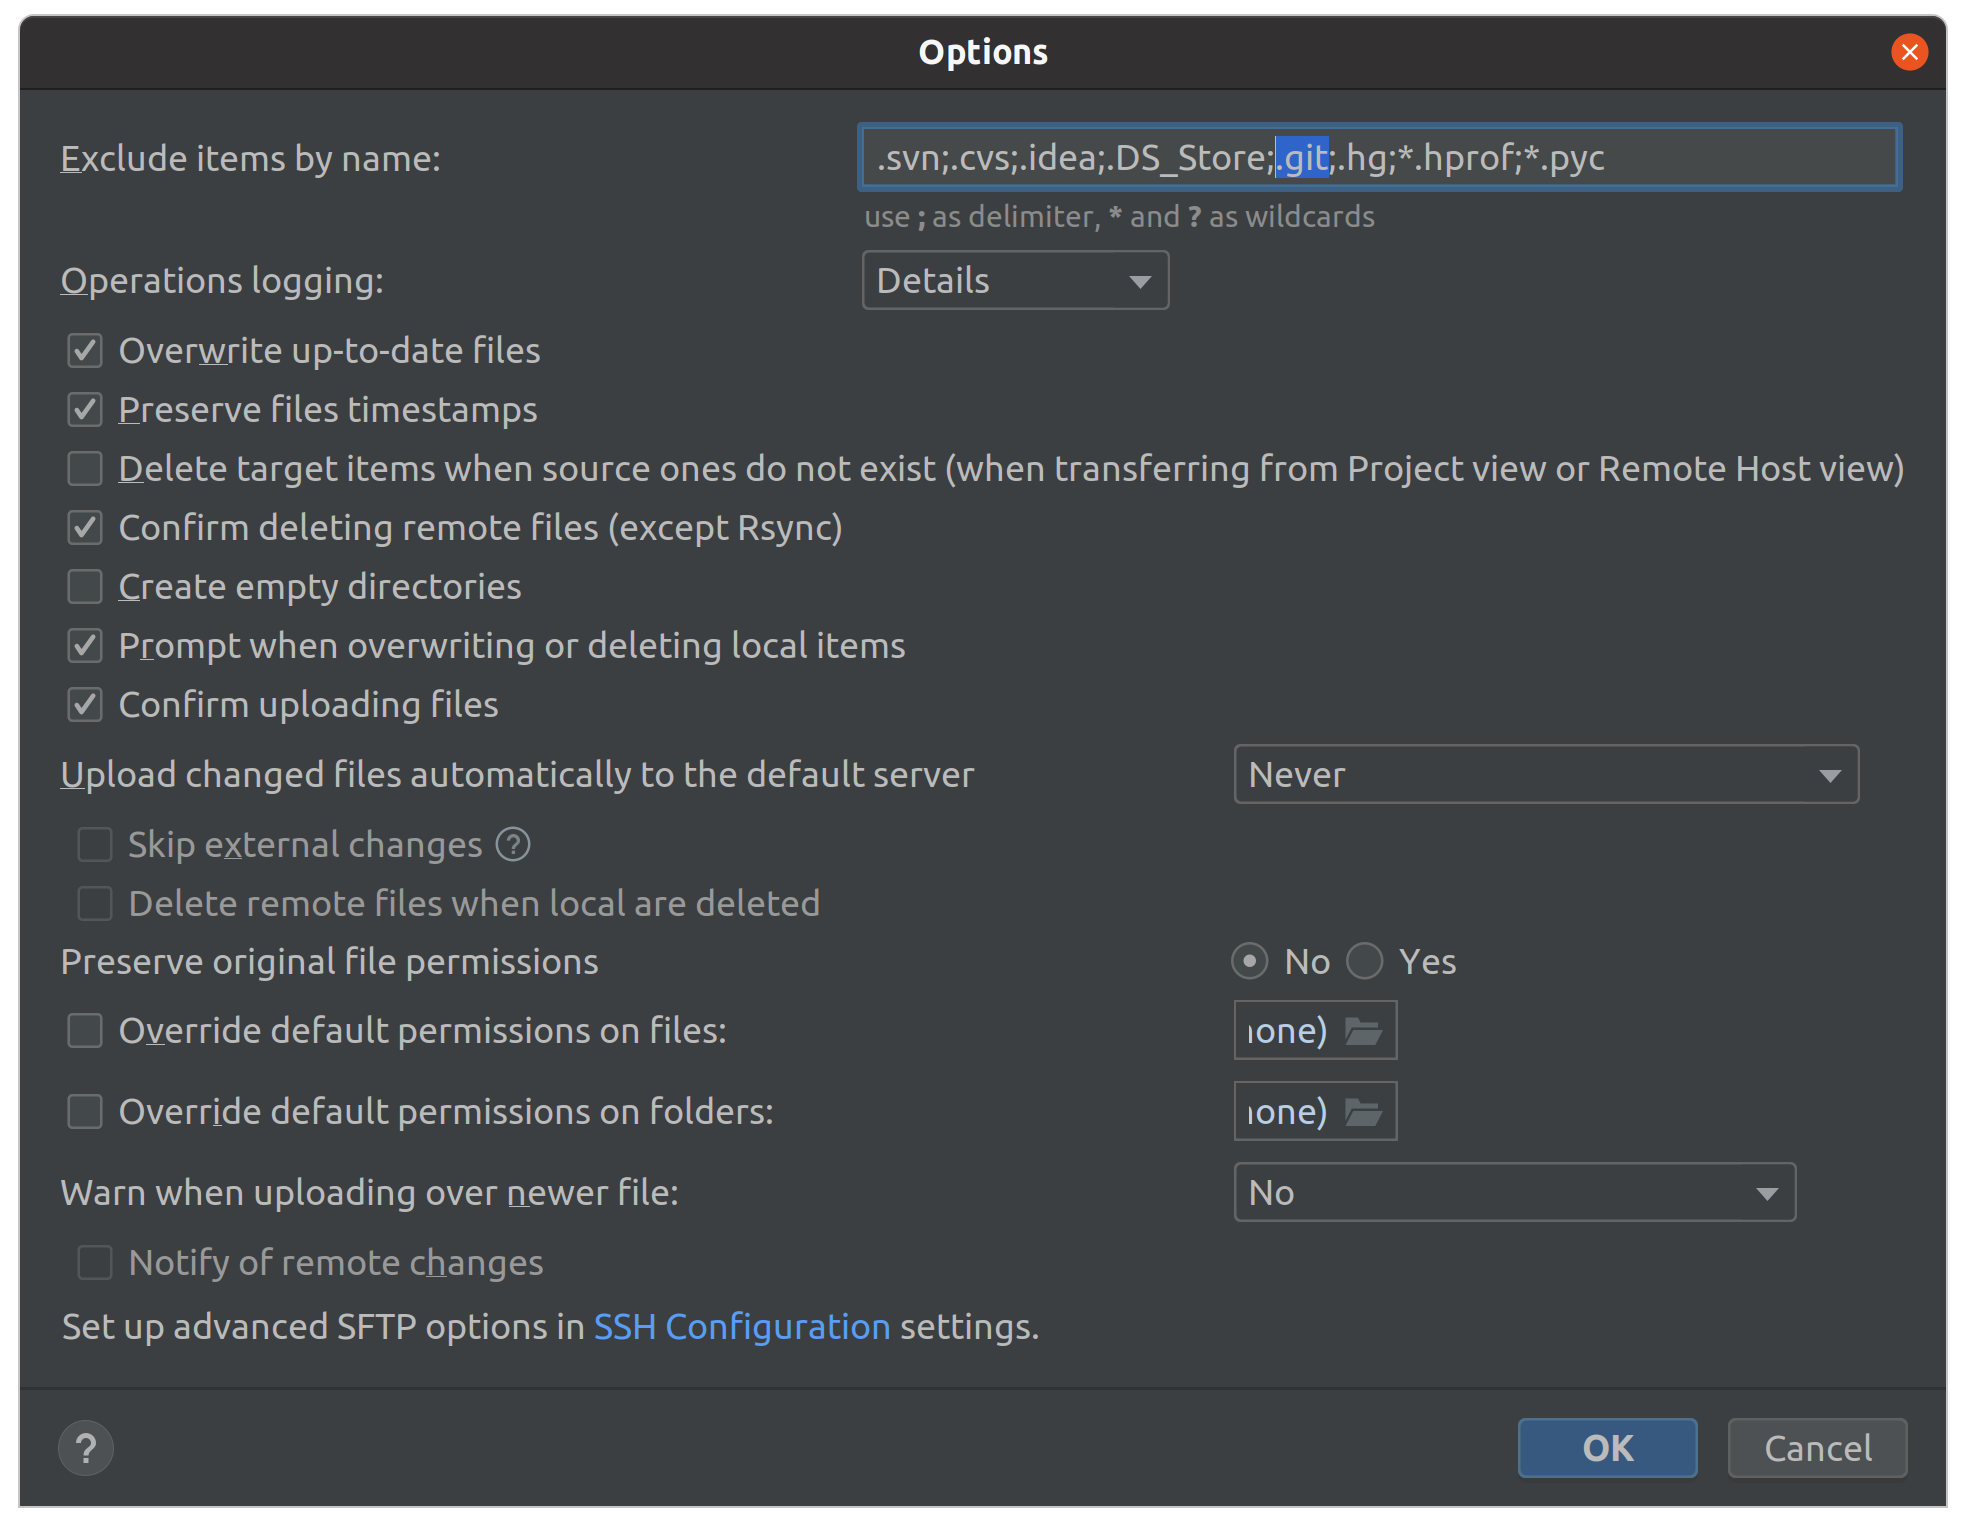 Options
Exclude items by name:
.svn;.cvs;.idea;.DS_Store;.git;.hg;*.hprof;*.pyc
use ; as delimiter, * and ? as wildcards
Operations logging:
Details
Overwrite up-to-date files
Preserve files timestamps
Delete target items when source ones do not exist (when transferring from Project view or Remote Host view)
Confirm deleting remote files (except Rsync)
Create empty directories
Prompt when overwriting or deleting local items
Confirm uploading files
Upload changed files automatically to the default server
Never
Skip external changes ?
Delete remote files when local are deleted
Preserve original file permissions
No Yes
Override default permissions on files:
one)
Override default permissions on folders:
one)
Warn when uploading over newer file:
No
Notify of remote changes
Set up advanced SFTP options in SSH Configuration settings.
? OK Cancel